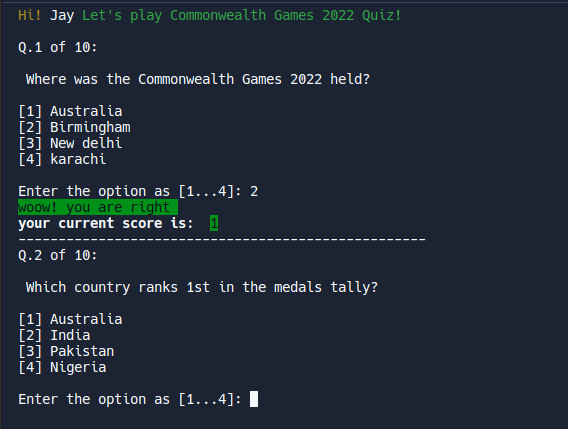 Hi! Jay Let's play Commonwealth Games 2022 Quiz!
Q.1 of 10:
Where was the Commonwealth Games 2022 held?
[1] Australia
[2] Birmingham
[3] New delhi
[4] karachi
Enter the option as [1...4]: 2
woow! you are right
your current score is: 1
---------------------------------------------------
Q.2 of 10:
Which country ranks 1st in the medals tally?
[1] Australia
[2] India
[3] Pakistan
[4] Nigeria
Enter the option as [1...4]: